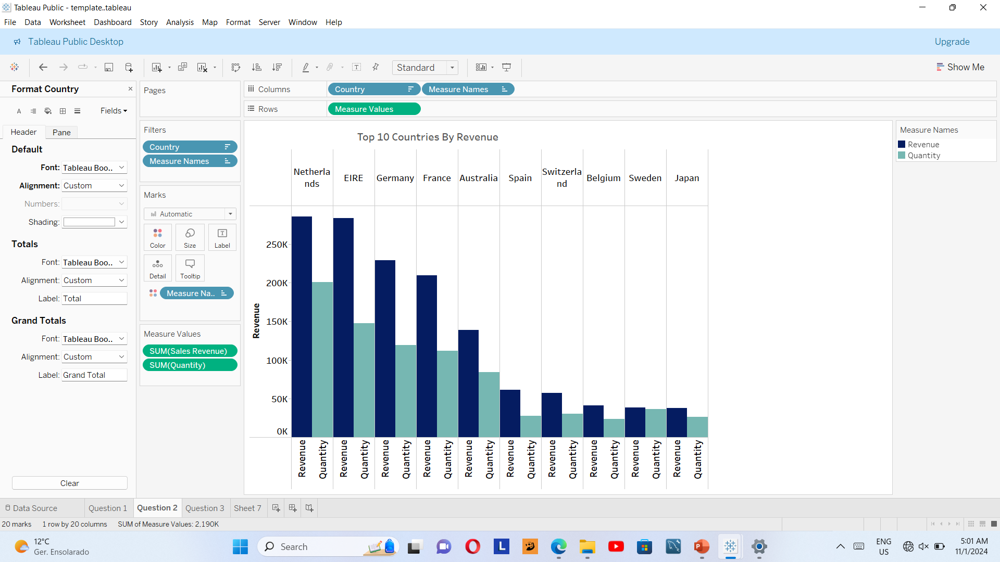 Tableau Public - template..tableau
File Data Worksheet Dashboard Story Analysis Map Format Server Window Help
Tableau Public Desktop Upgrade
Standard Show Me
Format Country
Fields
Header Pane
Default
Font: Tableau Boo..
Alignment: Custom
Numbers:
Shading:
Totals
Font: Tableau Boo..
Alignment: Custom
Label: Total
Grand Totals
Font: Tableau Boo..
Alignment: Custom
Label: Grand Total
Clear
Pages
Filters
Country
Measure Names
Marks
Automatic
Color Size Label
Detail Tooltip
Measure Na..
Measure Values
SUM(Sales Revenue)
SUM(Quantity)
Columns Country Measure Names
Rows Measure Values
Top 10 Countries By Revenue
Netherla
nds
EIRE
Germany
France
Australia
Spain
Switzerla
nd
Belgium
Sweden
Japan
Revenue
250K
200K
150K
100K
50K
0K
Revenue Quantity Revenue Quantity Revenue Quantity Revenue Quantity Revenue Quantity Revenue Quantity Revenue Quantity Revenue Quantity Revenue Quantity Revenue Quantity
Measure Names
Revenue
Quantity
Data Source Question 1 Question 2 Question 3 Sheet 7
20 marks 1 row by 20 columns SUM of Measure Values: 2,190K
12°C
Ger. Ensolarado
Search
ENG
US
5:01 AM
11/1/2024